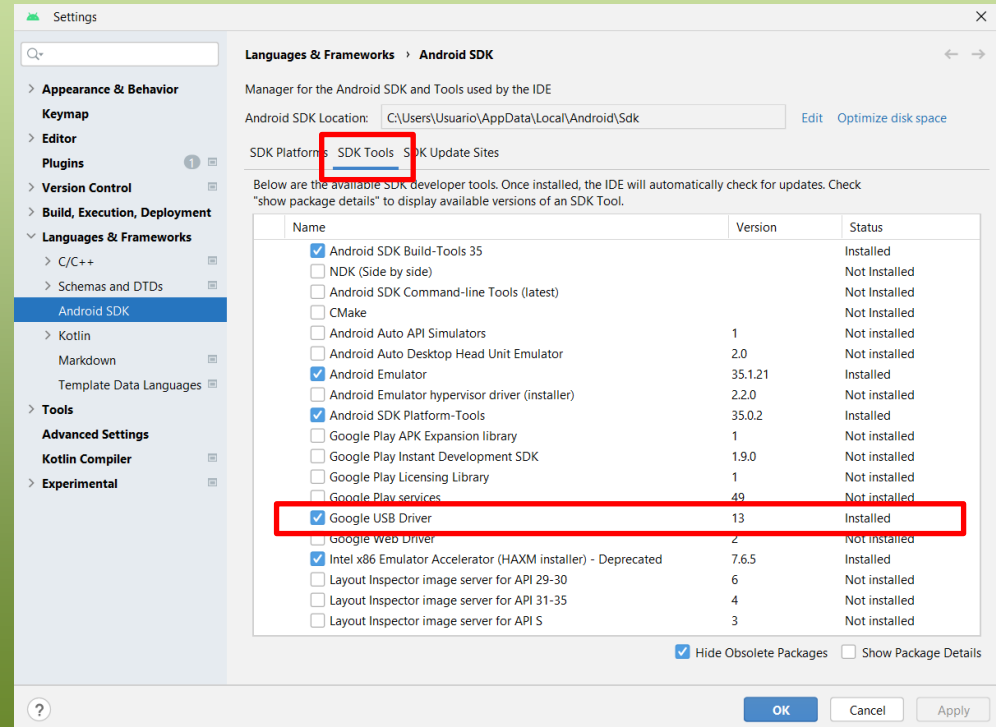 Settings
Languages & Frameworks › Android SDK
Appearance & Behavior
Keymap
Editor
Plugins 1
Version Control
Build, Execution, Deployment
Languages & Frameworks
C/C++
Schemas and DTDs
Android SDK
Kotlin
Markdown
Template Data Languages
Tools
Advanced Settings
Kotlin Compiler
Experimental
Manager for the Android SDK and Tools used by the IDE
Android SDK Location: C:\Users\Usuario\AppData\Local\Android\Sdk Edit Optimize disk space
SDK Platforms SDK Tools SDK Update Sites
Below are the available SDK developer tools. Once installed, the IDE will automatically check for updates. Check
"show package details" to display available versions of an SDK Tool.
Name Version Status
Android SDK Build-Tools 35 Installed
NDK (Side by side) Not Installed
Android SDK Command-line Tools (latest) Not Installed
CMake Not Installed
Android Auto API Simulators 1 Not installed
Android Auto Desktop Head Unit Emulator 2.0 Not installed
Android Emulator 35.1.21 Installed
Android Emulator hypervisor driver (installer) 2.2.0 Not installed
Android SDK Platform-Tools 35.0.2 Installed
Google Play APK Expansion library 1 Not installed
Google Play Instant Development SDK 1.9.0 Not installed
Google Play Licensing Library 1 Not installed
Google Play services 49 Not installed
Google USB Driver 13 Installed
Google Web Driver 2 Not installed
Intel x86 Emulator Accelerator (HAXM installer) - Deprecated 7.6.5 Installed
Layout Inspector image server for API 29-30 6 Not installed
Layout Inspector image server for API 31-35 4 Not installed
Layout Inspector image server for API S 3 Not installed
Hide Obsolete Packages Show Package Details
? OK Cancel Apply